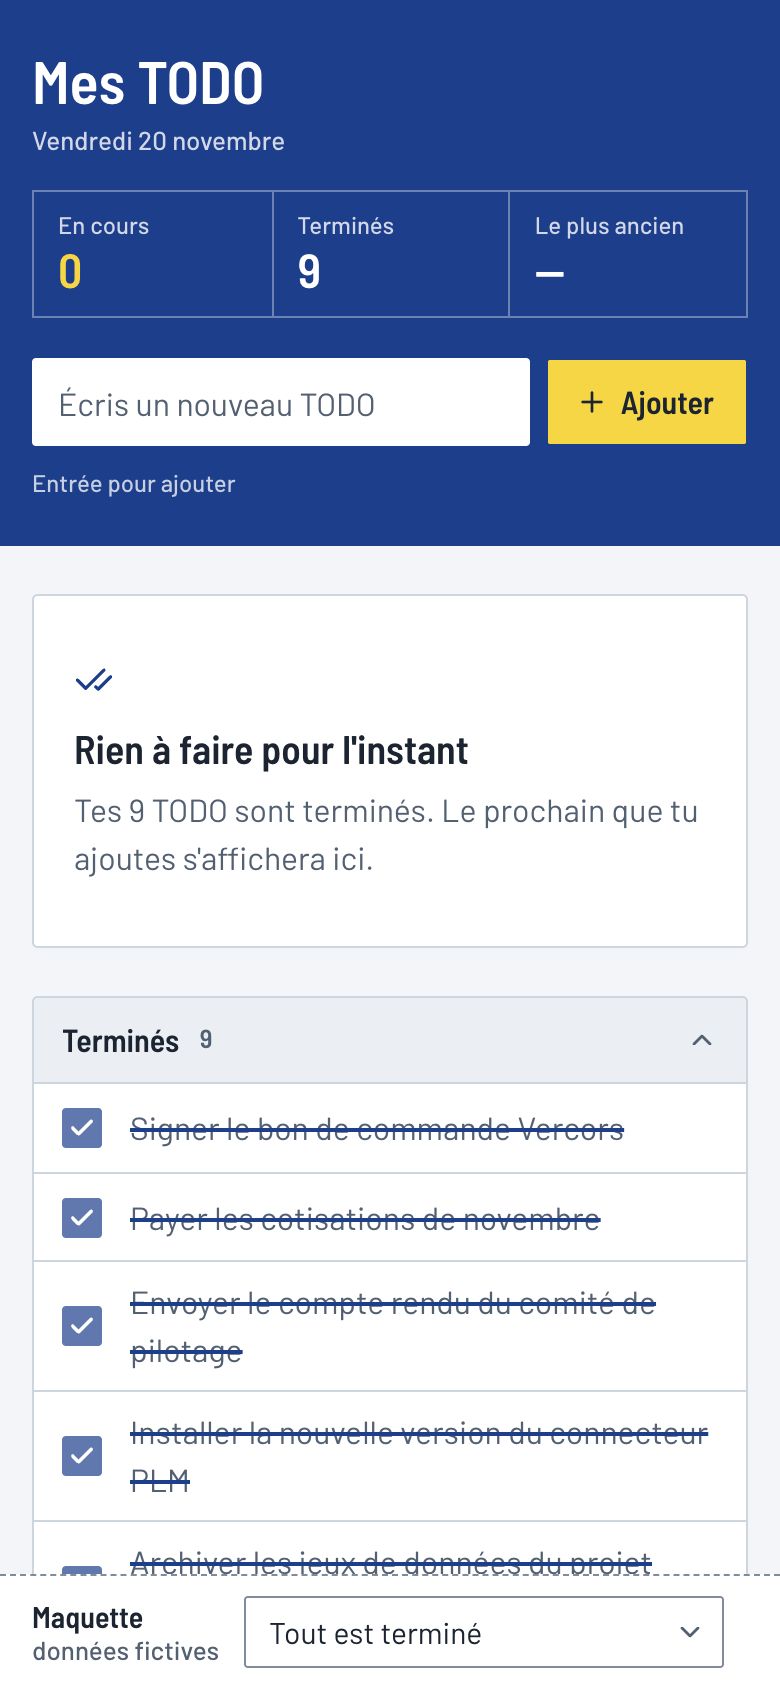 Mes TODO
Vendredi 20 novembre
En cours
0
Terminés
9
Le plus ancien
–
Écris un nouveau TODO
+ Ajouter
Entrée pour ajouter
Rien à faire pour l'instant
Tes 9 TODO sont terminés. Le prochain que tu
ajoutes s'affichera ici.
Terminés 9
Signer le bon de commande Vercors
Payer les cotisations de novembre
Envoyer le compte rendu du comité de
pilotage
Installer la nouvelle version du connecteur
PLM
Archiver les jeux de données du projet
Maquette
données fictives
Tout est terminé